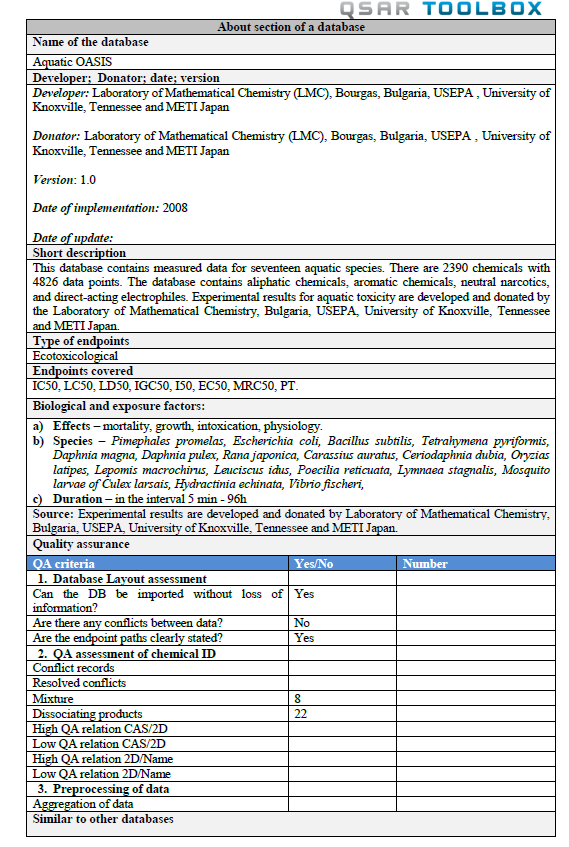 QSAR TOOLBOX
About section of a database
Name of the database
Aquatic OASIS
Developer; Donator; date; version
Developer: Laboratory of Mathematical Chemistry (LMC), Bourgas, Bulgaria, USEPA , University of
Knoxville, Tennessee and METI Japan
Donator: Laboratory of Mathematical Chemistry (LMC), Bourgas, Bulgaria, USEPA , University of
Knoxville, Tennessee and METI Japan
Version: 1.0
Date of implementation: 2008
Date of update:
Short description
This database contains measured data for seventeen aquatic species. There are 2390 chemicals with
4826 data points. The database contains aliphatic chemicals, aromatic chemicals, neutral narcotics,
and direct-acting electrophiles. Experimental results for aquatic toxicity are developed and donated by
the Laboratory of Mathematical Chemistry, Bulgaria, USEPA, University of Knoxville, Tennessee
and METI Japan.
Type of endpoints
Ecotoxicological
Endpoints covered
IC50, LC50, LD50, IGC50, I50, EC50, MRC50, PT.
Biological and exposure factors:
a) Effects – mortality, growth, intoxication, physiology.
b) Species – Pimephales promelas, Escherichia coli, Bacillus subtilis, Tetrahymena pyriformis,
Daphnia magna, Daphnia pulex, Rana japonica, Carassius auratus, Ceriodaphnia dubia, Oryzias
latipes, Lepomis macrochirus, Leuciscus idus, Poecilia reticuata, Lymnaea stagnalis, Mosquito
larvae of Culex larsais, Hydractinia echinata, Vibrio fischeri,
c) Duration – in the interval 5 min - 96h
Source: Experimental results are developed and donated by Laboratory of Mathematical Chemistry,
Bulgaria, USEPA, University of Knoxville, Tennessee and METI Japan.
Quality assurance
QA criteria Yes/No Number
1. Database Layout assessment
Can the DB be imported without loss of Yes
information?
Are there any conflicts between data? No
Are the endpoint paths clearly stated? Yes
2. QA assessment of chemical ID
Conflict records
Resolved conflicts
Mixture 8
Dissociating products 22
High QA relation CAS/2D
Low QA relation CAS/2D
High QA relation 2D/Name
Low QA relation 2D/Name
3. Preprocessing of data
Aggregation of data
Similar to other databases